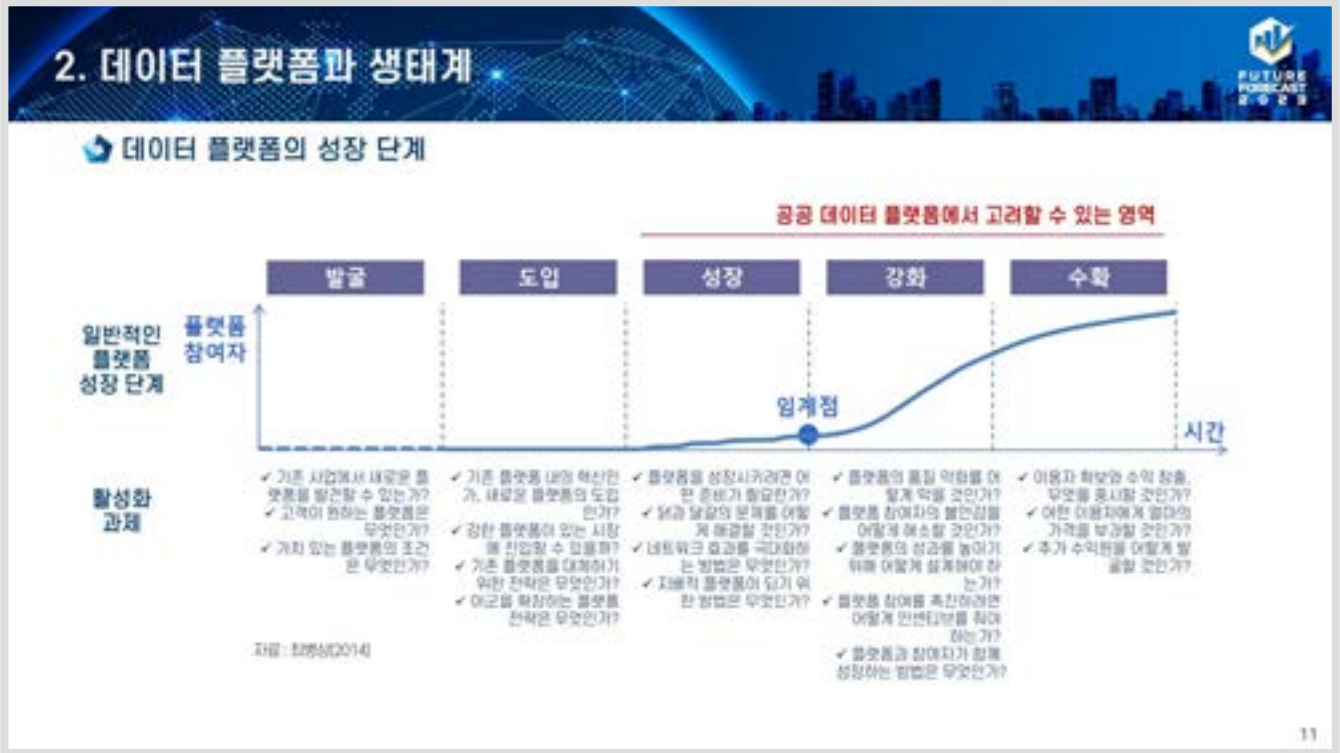 2. 데이터 플랫폼과 생태계
FUTURE
FORECAST
2023
데이터 플랫폼의 성장 단계
공공 데이터 플랫폼에서 고려할 수 있는 영역
발굴
도입
성장
강화
수확
일반적인
플랫폼
성장 단계
플랫폼
참여자
임계점
시간
활성화
과제
✓ 기존 사업에서 새로운 플
랫폼을 발견할 수 있는가?
✓ 고객이 원하는 플랫폼은
무엇인가?
✓ 가치 있는 플랫폼의 조건
은 무엇인가?
✓ 기존 플랫폼 내의 혁신인
가, 새로운 플랫폼의 도입
인가?
✓ 강한 플랫폼이 있는 시장
에 진입할 수 있을까?
✓ 기존 플랫폼을 대체하기
위한 전략은 무엇인가?
✓ 아군을 확장하는 플랫폼
전략은 무엇인가?
✓ 플랫폼을 성장시키려면 어
떤 준비가 필요한가?
✓ 닭과 달걀의 문제를 어떻
게 해결할 것인가?
✓ 네트워크 효과를 극대화하
는 방법은 무엇인가?
✓ 지배적 플랫폼이 되기 위
한 방법은 무엇인가?
✓ 플랫폼의 품질 악화를 어
떻게 막을 것인가?
✓ 플랫폼 참여자의 불안감을
어떻게 해소할 것인가?
✓ 플랫폼의 성과를 높이기
위해 어떻게 설계해야 하
는가?
✓ 플랫폼 참여를 촉진하려면
어떻게 인센티브를 줘야
하는가?
✓ 플랫폼과 참여자가 함께
성장하는 방법은 무엇인가?
✓ 이용자 확보와 수익 창출,
무엇을 중시할 것인가?
✓ 어떤 이용자에게 얼마의
가격을 부과할 것인가?
✓ 추가 수익원을 어떻게 발
굴할 것인가?
자료 : 최병삼(2014)
11